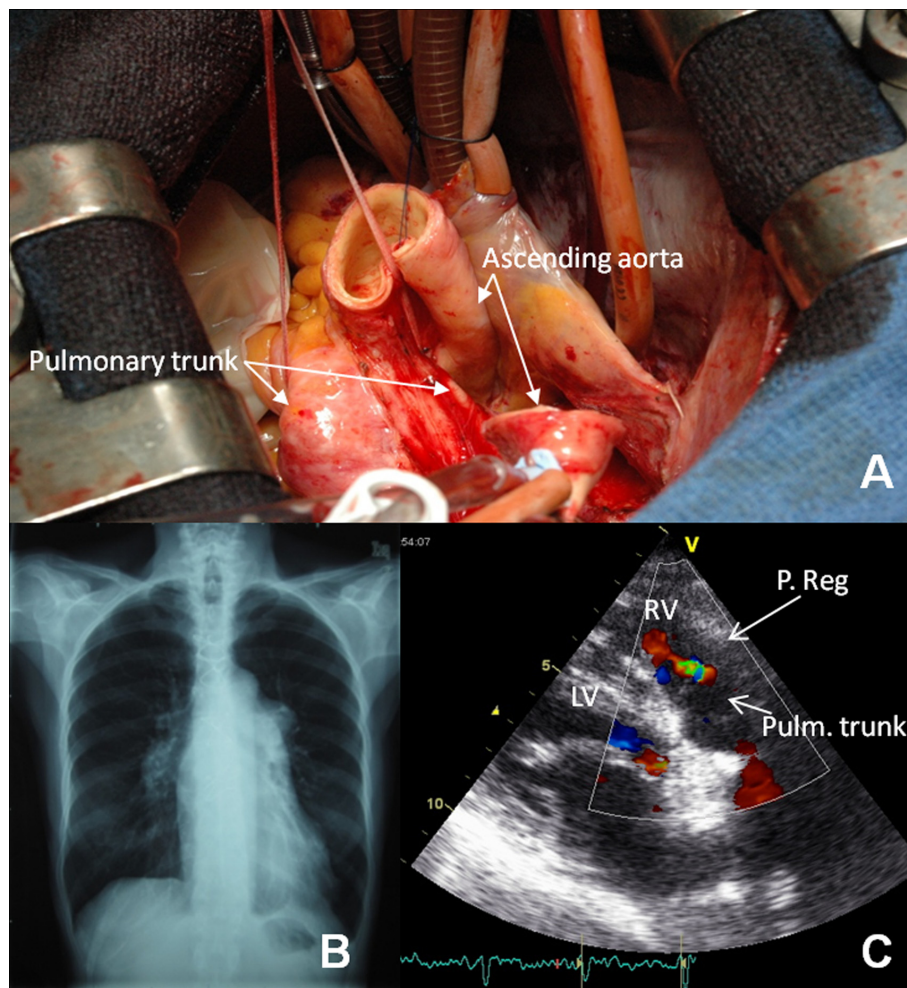 Ascending aorta
Pulmonary trunk
A
B
54:07
V
P. Reg
RV
5
LV
Pulm. trunk
10
C